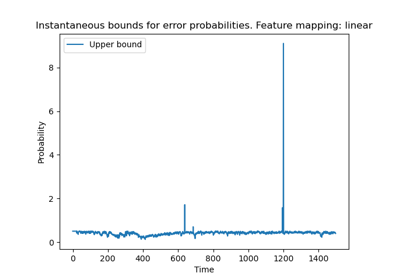 Instantaneous bounds for error probabilities. Feature mapping: linear
Upper bound
8
6
4
2
0
Probability
0 200 400 600 800 1000 1200 1400
Time